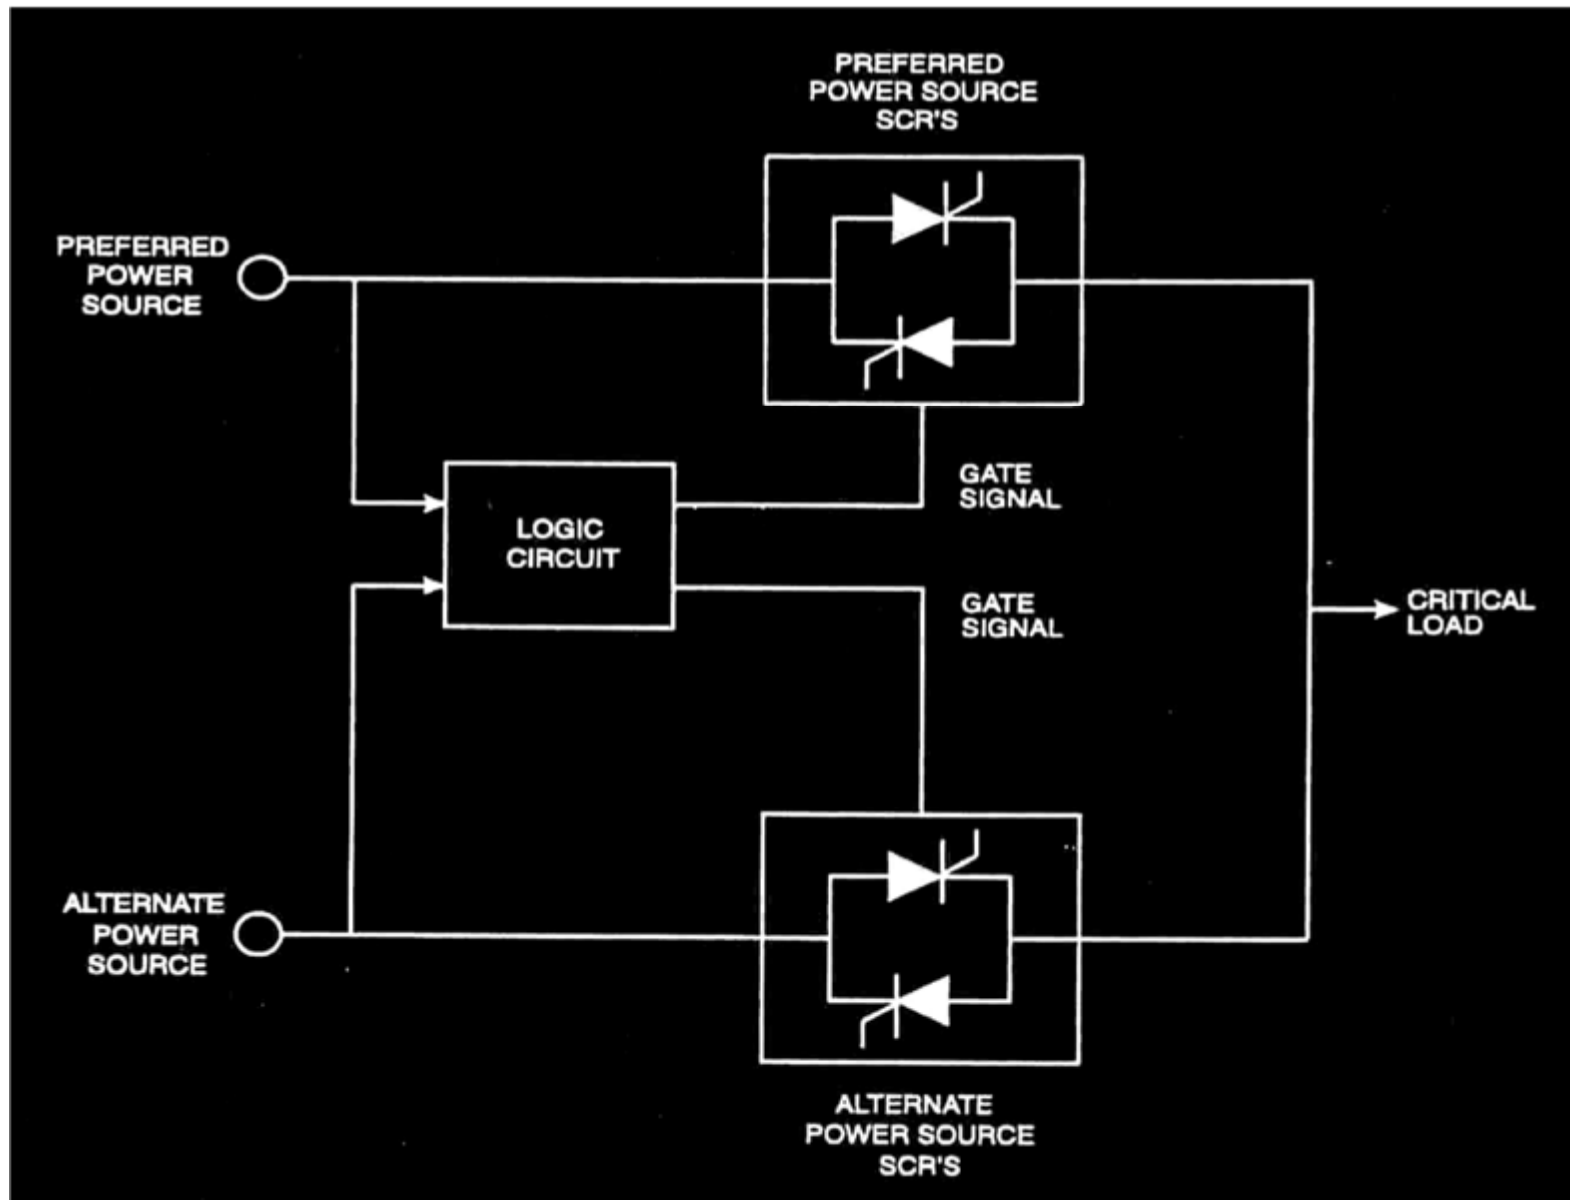 PREFERRED
POWER SOURCE
SCR'S
PREFERRED
POWER
SOURCE
GATE
SIGNAL
LOGIC
CIRCUIT
GATE
SIGNAL
CRITICAL
LOAD
ALTERNATE
POWER
SOURCE
ALTERNATE
POWER SOURCE
SCR'S